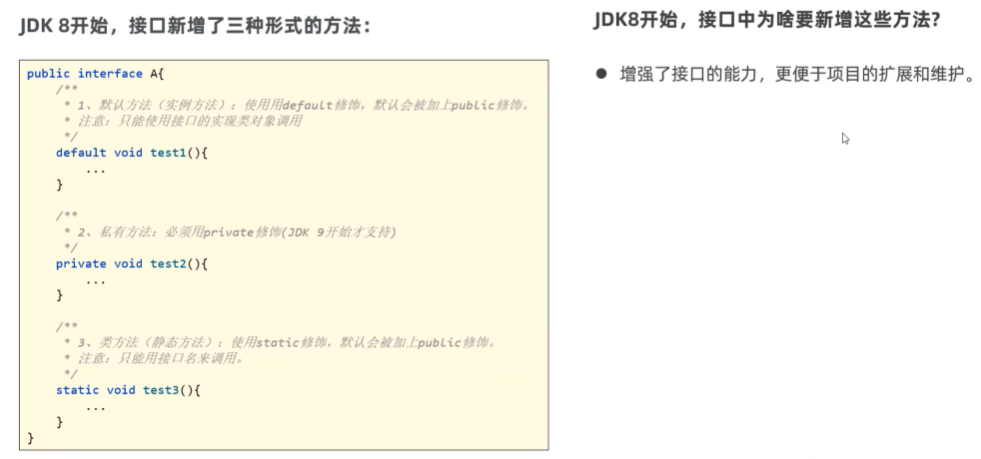 JDK 8开始，接口新增了三种形式的方法：
public interface A{
/**
* 1、默认方法（实例方法）：使用用default修饰，默认会被加上public修饰。
* 注意：只能使用接口的实现类对象调用
*/
default void test1(){
...
}
/**
* 2、私有方法：必须用private修饰(JDK 9开始才支持)
*/
private void test2(){
...
}
/**
* 3、类方法（静态方法）：使用static修饰，默认会被加上public修饰。
* 注意：只能用接口名来调用。
*/
static void test3(){
...
}
}
JDK8开始，接口中为啥要新增这些方法？
● 增强了接口的能力，更便于项目的扩展和维护。